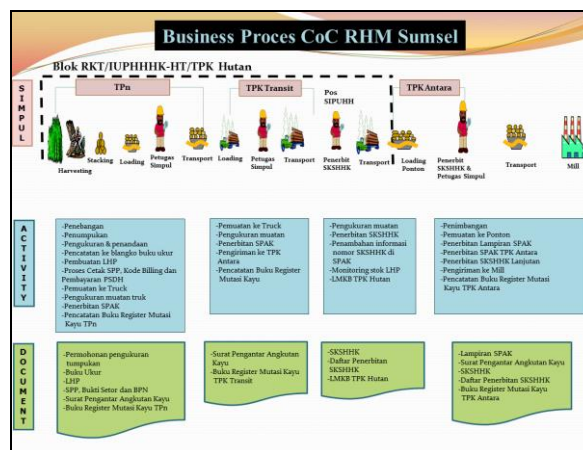 Business Proces CoC RHM Sumsel
Blok RKT/IUPHHHK-HT/TPK Hutan
SIMPUL
TPn
TPK Transit
Pos
SIPUHH
TPK Antara
Harvesting
Stacking
Loading
Petugas
Simpul
Transport
Loading
Petugas
Simpul
Transport
Penerbit
SKSHHK
Transport
Loading
Ponton
Penerbit
SKSHHK &
Petugas Simpul
Transport
Mill
ACTIVITY
-Penebangan
-Penumpukan
-Pengukuran & penandaan
-Pencatatan ke blangko buku ukur
-Pembuatan LHP
-Proses Cetak SPP, Kode Billing dan
Pembayaran PSDH
-Pemuatan ke Truck
-Pengukuran muatan truk
-Penerbitan SPAK
-Pencatatan Buku Register Mutasi
Kayu TPn
-Pemuatan ke Truck
-Pengukuran muatan
-Penerbitan SPAK
-Pengiriman ke TPK
Antara
-Pencatatan Buku Register
Mutasi Kayu
-Pengukuran muatan
-Penerbitan SKSHHK
-Penambahan informasi
nomor SKSHHK di
SPAK
-Monitoring stok LHP
-LMKB TPK Hutan
-Penimbangan
-Pemuatan ke Ponton
-Penerbitan Lampiran SPAK
-Penerbitan SPAK TPK Antara
-Penerbitan SKSHHK Lanjutan
-Pengiriman ke Mill
-Pencatatan Buku Register Mutasi
Kayu TPK Antara
DOCUMENT
-Permohonan pengukuran
tumpukan
-Buku Ukur
-LHP
-SPP, Bukti Setor dan BPN
-Surat Pengantar Angkutan Kayu
-Buku Register Mutasi Kayu TPn
-Surat Pengantar Angkutan
Kayu
-Buku Register Mutasi Kayu
TPK Transit
-SKSHHK
-Daftar Penerbitan
SKSHHK
-LMKB TPK Hutan
-Lampiran SPAK
-Surat Pengantar Angkutan Kayu
-SKSHHK
-Daftar Penerbitan SKSHHK
-Buku Register Mutasi Kayu
TPK Antara